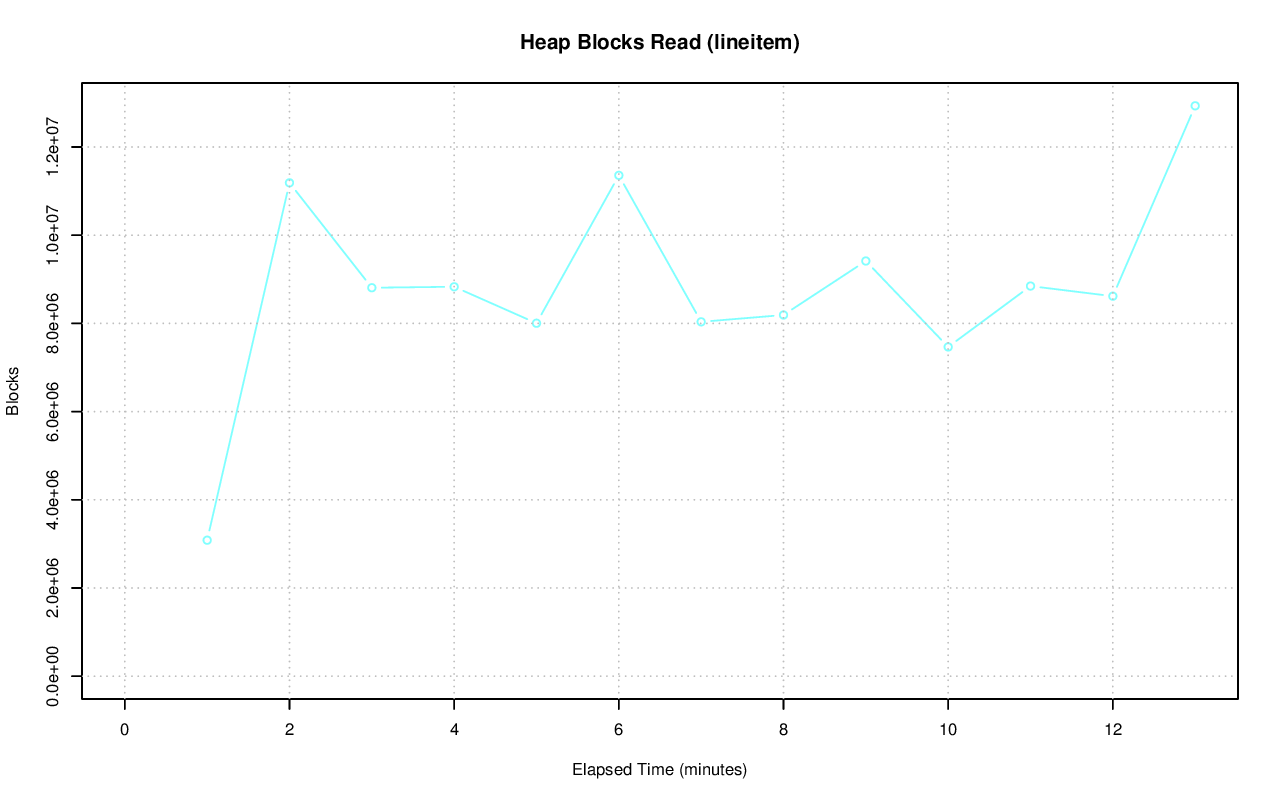 Heap Blocks Read (lineitem)
Blocks
1.2e+07
1.0e+07
8.0e+06
6.0e+06
4.0e+06
2.0e+06
0.0e+00
0 2 4 6 8 10 12
Elapsed Time (minutes)